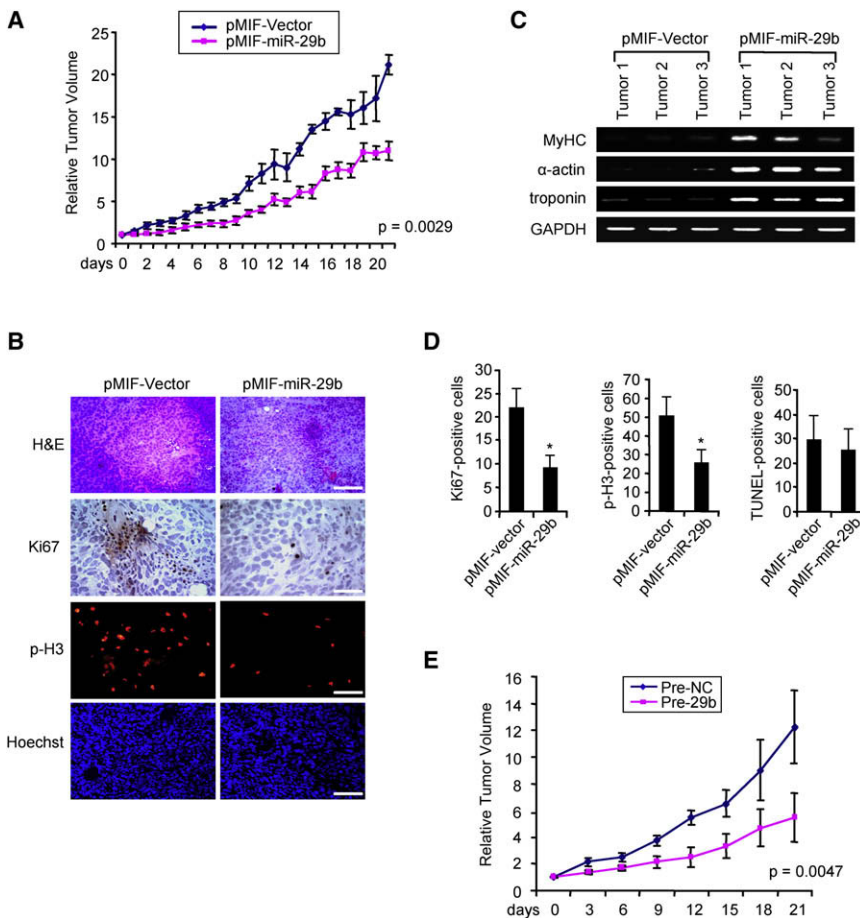 A
pMIF-Vector
pMIF-miR-29b
Relative Tumor Volume
25
20
15
10
5
0
days 0 2 4 6 8 10 12 14 16 18 20
p = 0.0029
B
pMIF-Vector pMIF-miR-29b
H&E
Ki67
p-H3
Hoechst
C
pMIF-Vector pMIF-miR-29b
Tumor 1 Tumor 2 Tumor 3 Tumor 1 Tumor 2 Tumor 3
MyHC
α-actin
troponin
GAPDH
D
Ki67-positive cells
25
20
15
10
5
0
*
pMIF-vector
pMIF-miR-29b
p-H3-positive cells
70
60
50
40
30
20
10
0
*
pMIF-vector
pMIF-miR-29b
TUNEL-positive cells
50
40
30
20
10
0
pMIF-vector
pMIF-miR-29b
E
Pre-NC
Pre-29b
Relative Tumor Volume
16
14
12
10
8
6
4
2
0
days 0 3 6 9 12 15 18 21
p = 0.0047